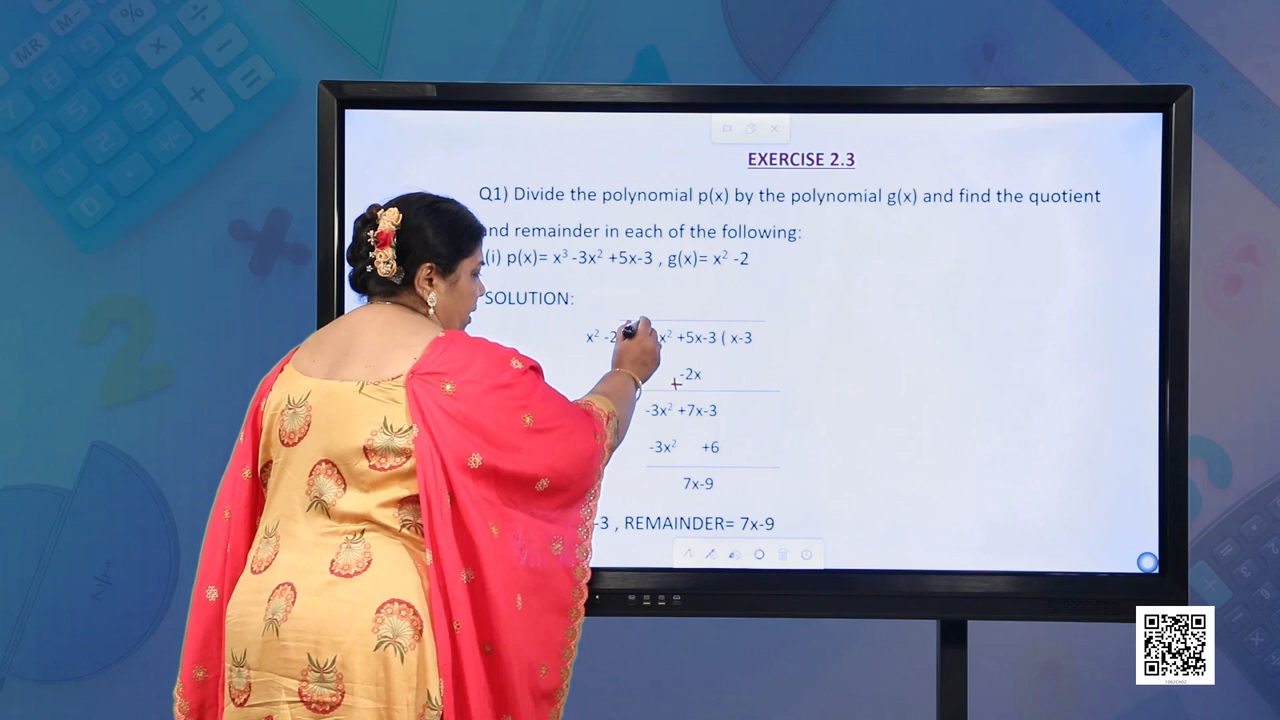 EXERCISE 2.3
Q1) Divide the polynomial p(x) by the polynomial g(x) and find the quotient
nd remainder in each of the following:
(i) p(x)= x³ -3x² +5x-3 , g(x)= x² -2
SOLUTION:
x² -2 x² +5x-3 ( x-3
+ -2x
-3x² +7x-3
-3x² +6
7x-9
-3 , REMAINDER= 7x-9